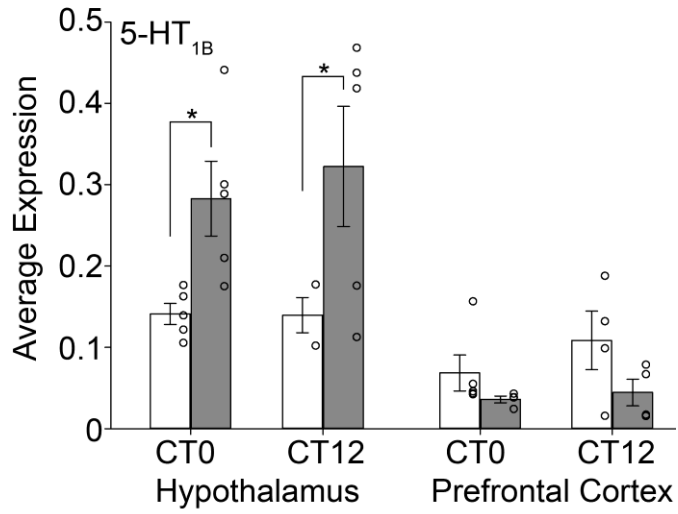 0.5
5-HT1B
*
*
0.4
0.3
0.2
0.1
0
Average Expression
CT0 CT12 CT0 CT12
Hypothalamus Prefrontal Cortex